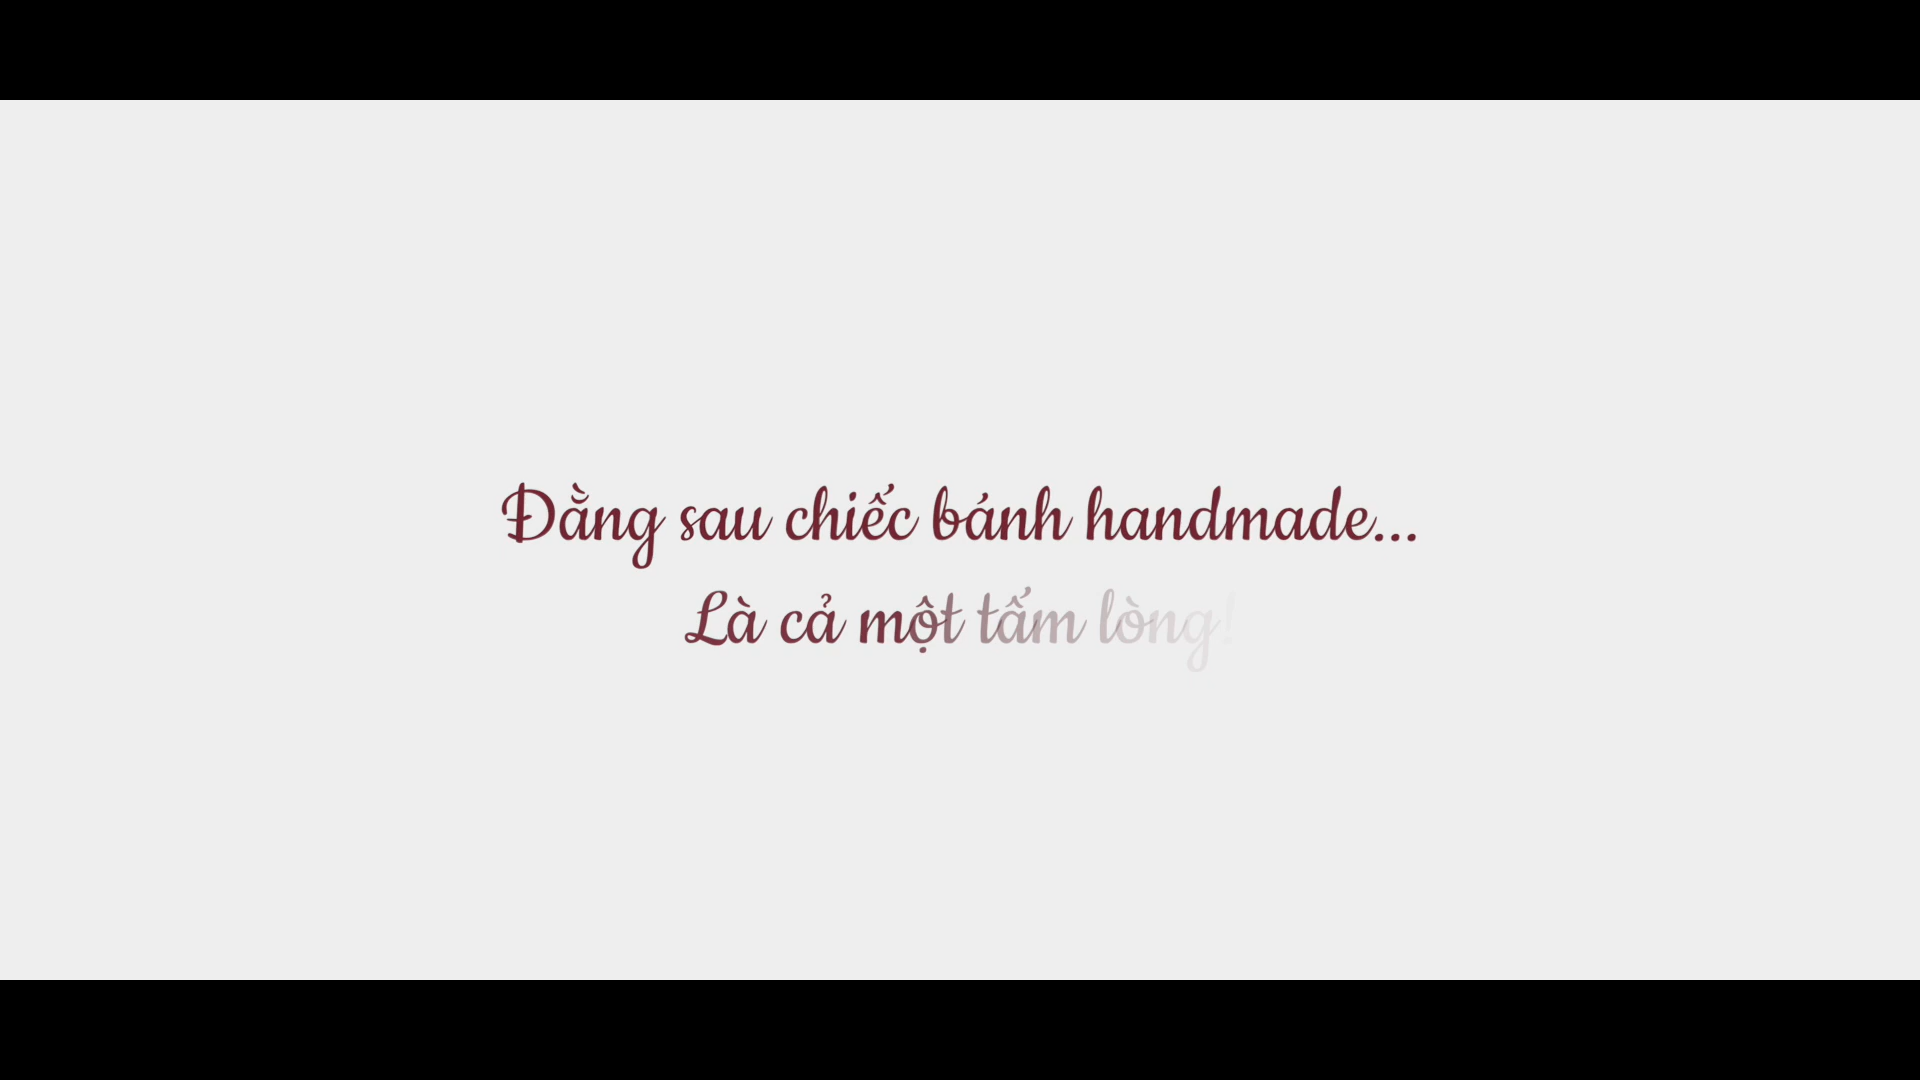 Đằng sau chiếc bánh handmade...
Là cả một tấm lòng!